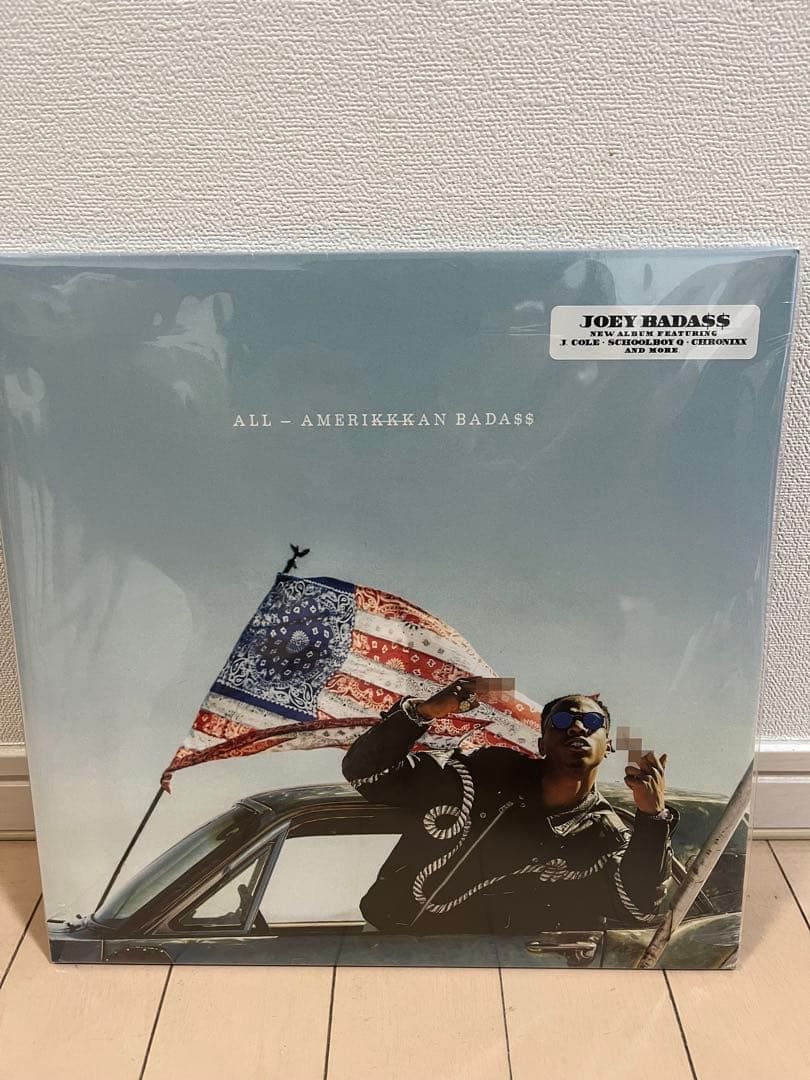 JOEY BADA$$
NEW ALBUM FEATURING
J. COLE · SCHOOLBOY Q · CHRONIXX
AND MORE
ALL – AMERIKKKAN BADA$$